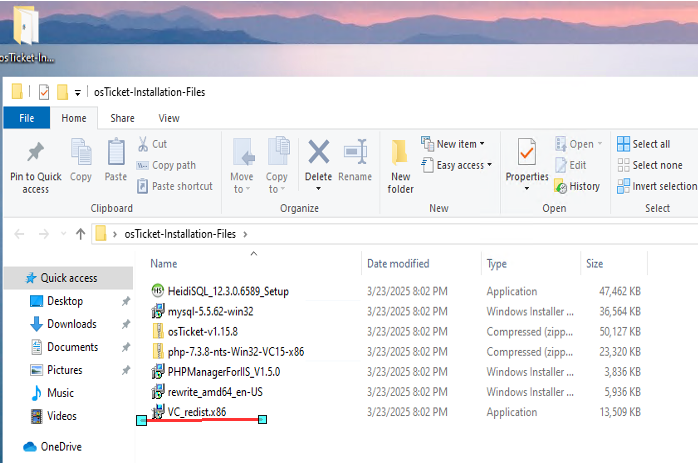 osTicket-In...
osTicket-Installation-Files
File Home Share View
Pin to Quick access
Copy
Paste
Cut
Copy path
Paste shortcut
Clipboard
Move to
Copy to
Delete
Rename
Organize
New folder
New item
Easy access
New
Properties
Open
Edit
History
Open
Select all
Select none
Invert selection
Select
osTicket-Installation-Files
Name Date modified Type Size
Quick access
Desktop
Downloads
Documents
Pictures
Music
Videos
OneDrive
HeidiSQL_12.3.0.6589_Setup 3/23/2025 8:02 PM Application 47,462 KB
mysql-5.5.62-win32 3/23/2025 8:02 PM Windows Installer ... 36,564 KB
osTicket-v1.15.8 3/23/2025 8:02 PM Compressed (zipp... 50,127 KB
php-7.3.8-nts-Win32-VC15-x86 3/23/2025 8:02 PM Compressed (zipp... 23,320 KB
PHPManagerForIIS_V1.5.0 3/23/2025 8:02 PM Windows Installer ... 3,836 KB
rewrite_amd64_en-US 3/23/2025 8:02 PM Windows Installer ... 5,936 KB
VC_redist.x86 3/23/2025 8:02 PM Application 13,509 KB